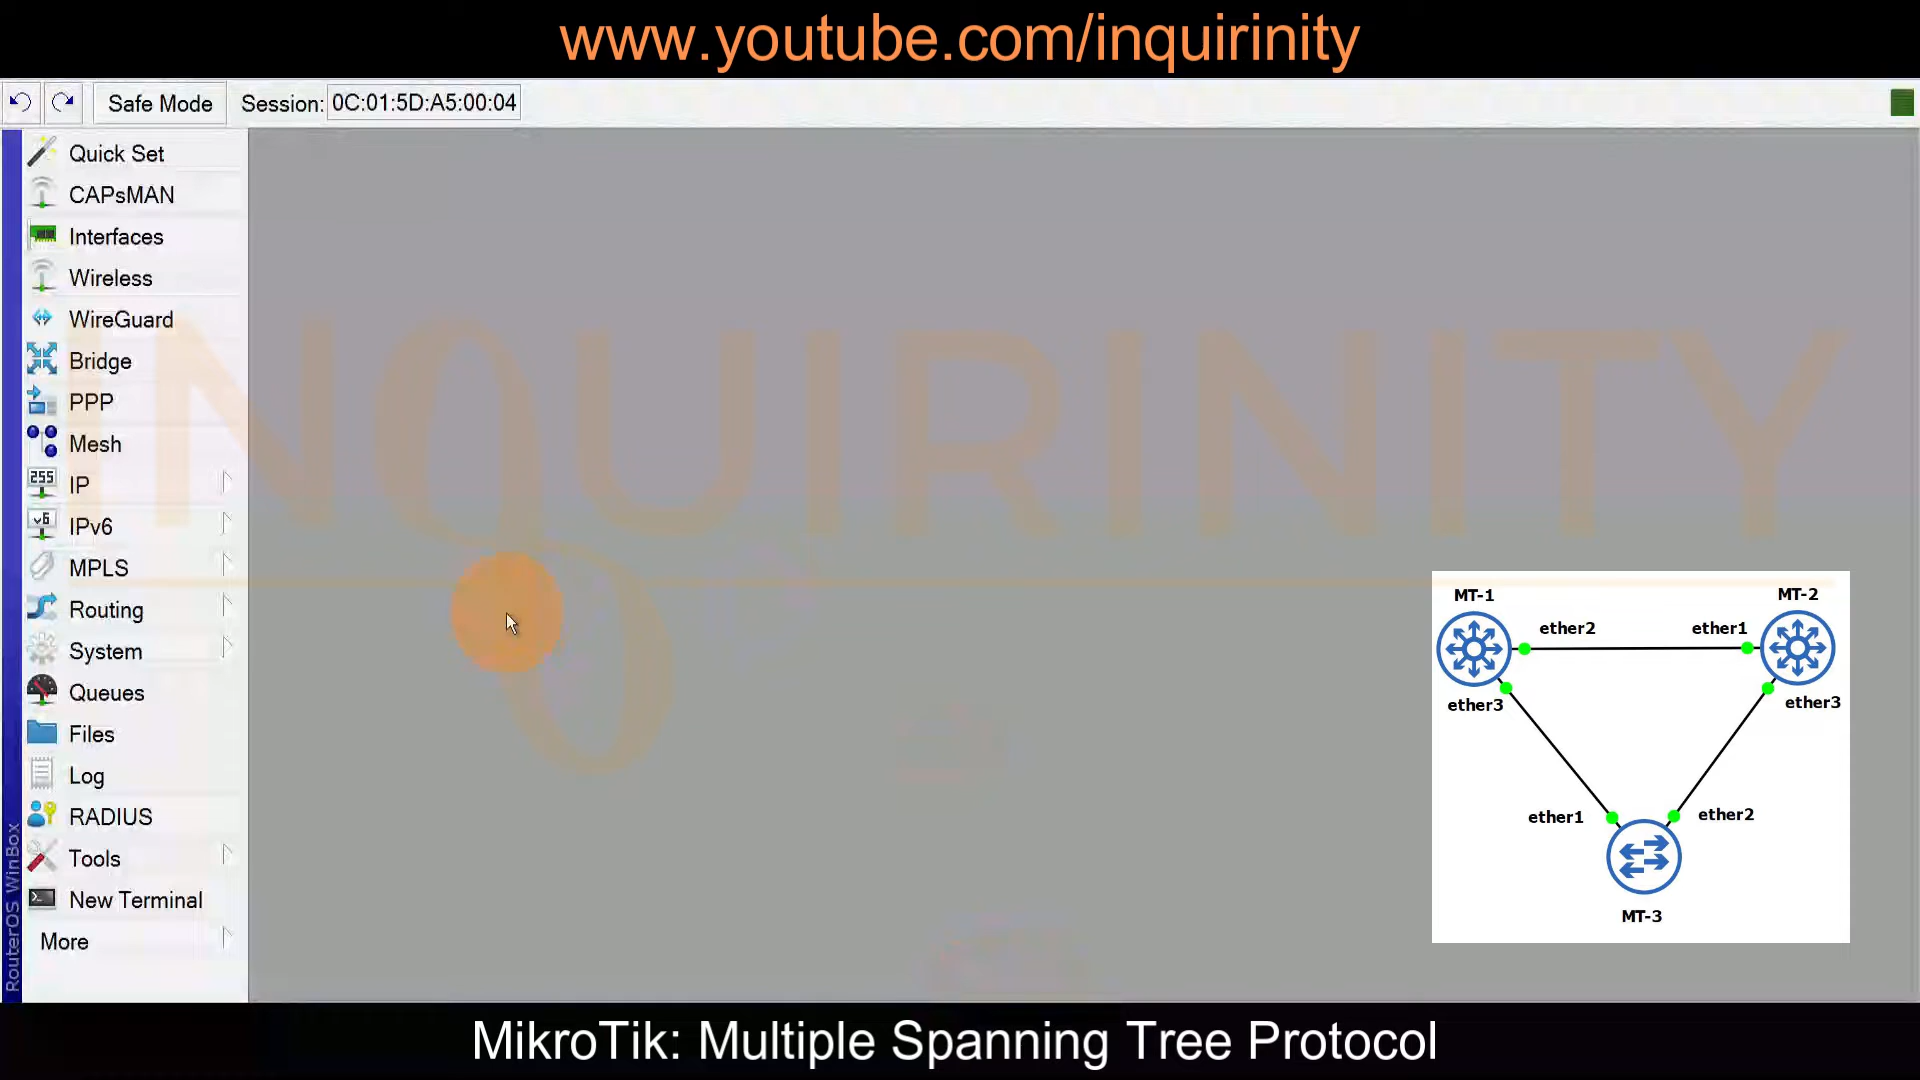 www.youtube.com/inquirinity
Safe Mode Session: 0C:01:5D:A5:00:04
Quick Set
CAPsMAN
Interfaces
Wireless
WireGuard
Bridge
PPP
Mesh
255 IP
v6 IPv6
MPLS
Routing
System
Queues
Files
Log
RADIUS
Tools
New Terminal
More
RouterOS WinBox
INQUIRINITY
MT-1 MT-2
ether2 ether1
ether3 ether3
ether1 ether2
MT-3
MikroTik: Multiple Spanning Tree Protocol